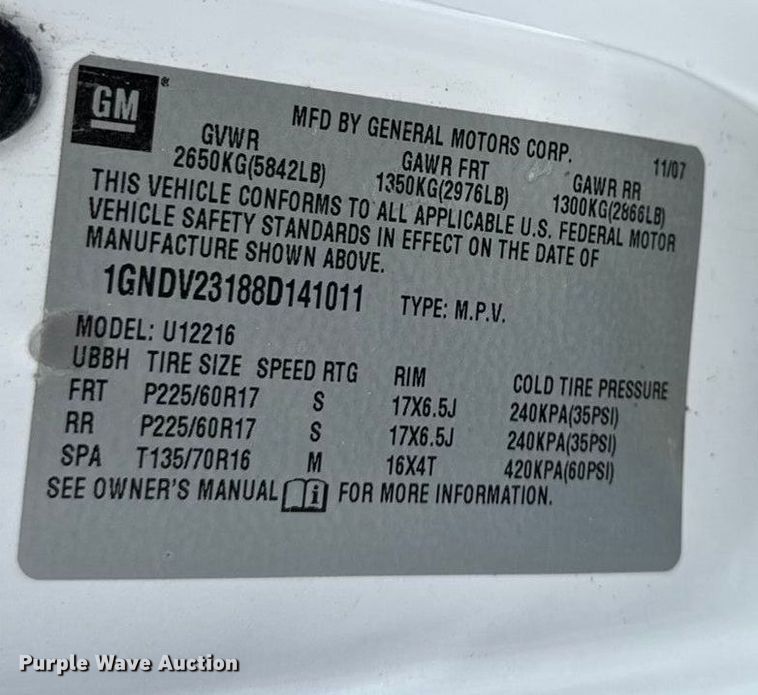 GM ®
MFD BY GENERAL MOTORS CORP.
11/07
GVWR
2650KG(5842LB)
GAWR FRT
1350KG(2976LB)
GAWR RR
1300KG(2866LB)
THIS VEHICLE CONFORMS TO ALL APPLICABLE U.S. FEDERAL MOTOR
VEHICLE SAFETY STANDARDS IN EFFECT ON THE DATE OF
MANUFACTURE SHOWN ABOVE.
1GNDV23188D141011 TYPE: M.P.V.
MODEL: U12216
UBBH TIRE SIZE SPEED RTG RIM COLD TIRE PRESSURE
FRT P225/60R17 S 17X6.5J 240KPA(35PSI)
RR P225/60R17 S 17X6.5J 240KPA(35PSI)
SPA T135/70R16 M 16X4T 420KPA(60PSI)
SEE OWNER'S MANUAL i FOR MORE INFORMATION.
Purple Wave Auction